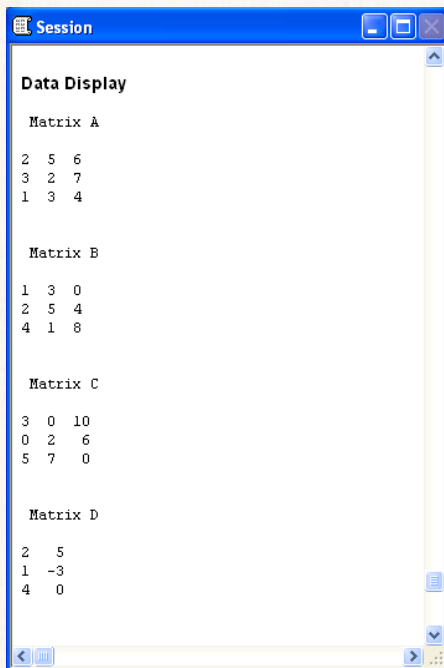 Session
Data Display
Matrix A
2 5 6
3 2 7
1 3 4
Matrix B
1 3 0
2 5 4
4 1 8
Matrix C
3 0 10
0 2 6
5 7 0
Matrix D
2 5
1 -3
4 0